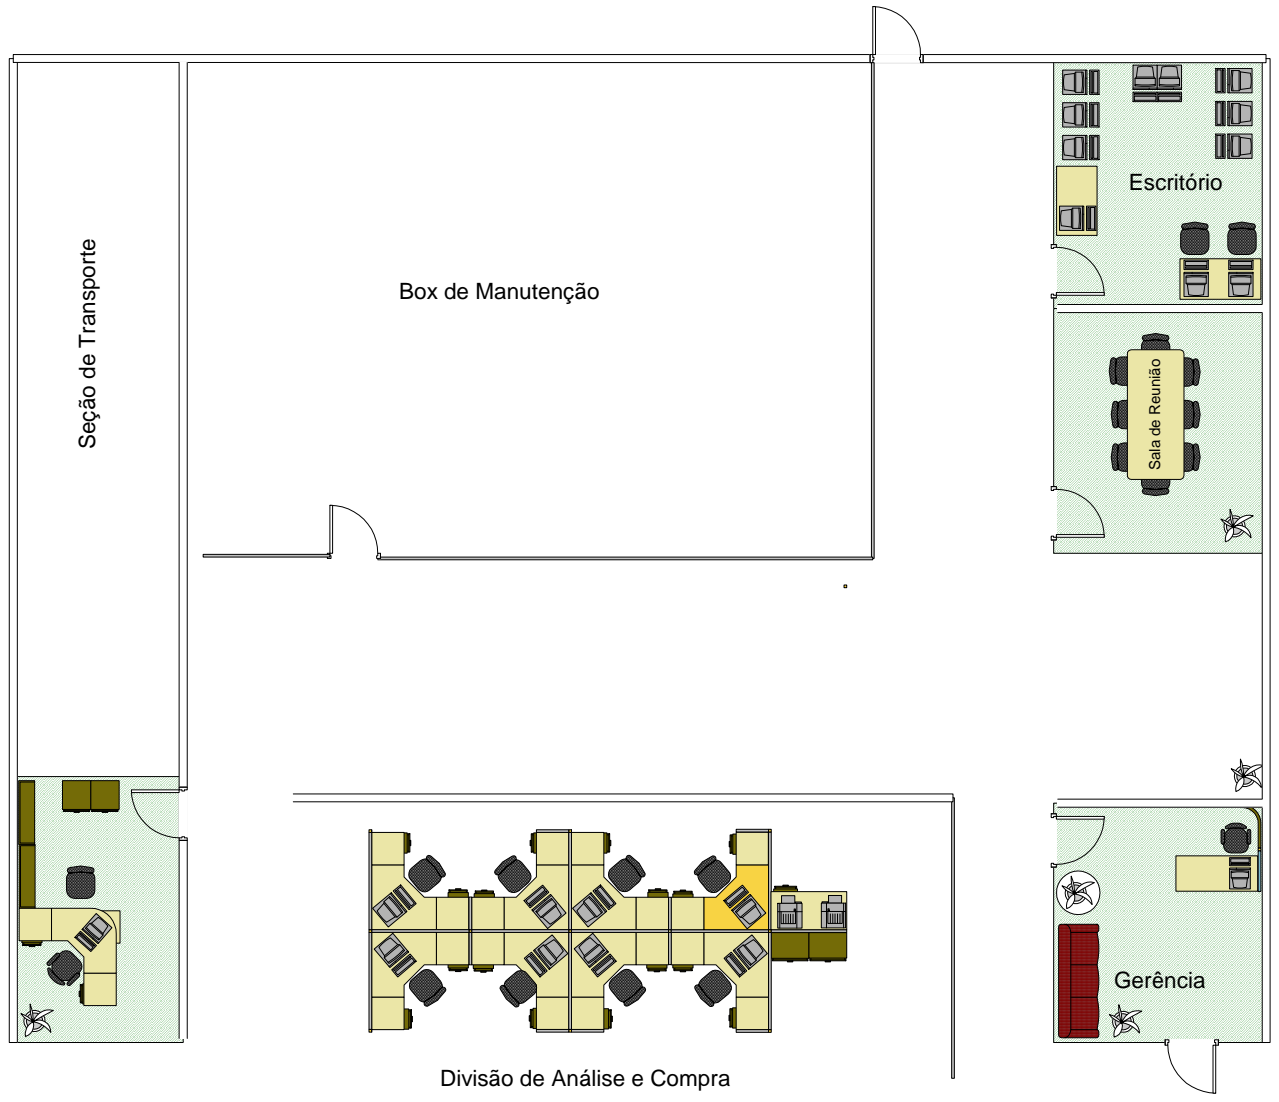 Escritório
Seção de Transporte
Box de Manutenção
Sala de Reunião
Gerência
Divisão de Análise e Compra